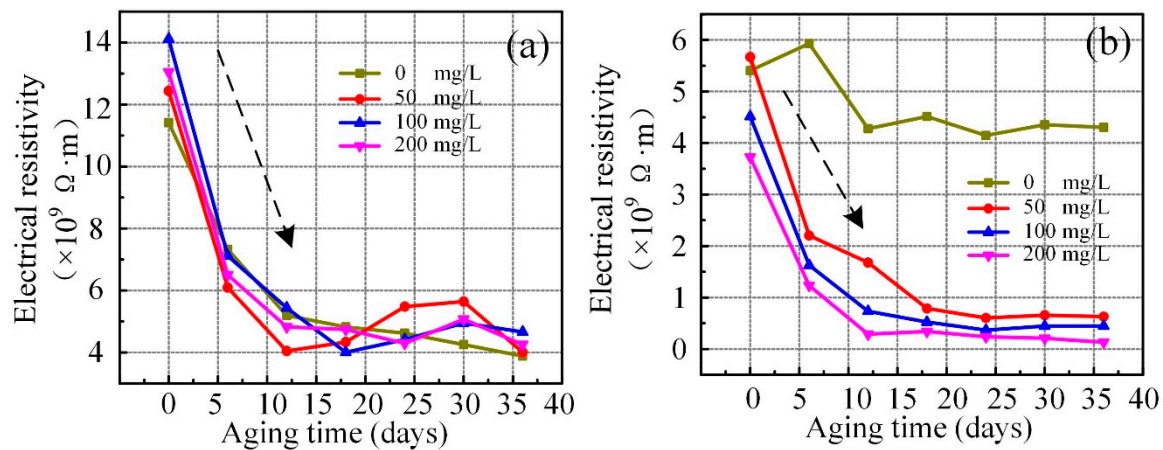 (a)
14
12
10
8
6
4
Electrical resistivity
(×10⁹ Ω·m)
0 mg/L
50 mg/L
100 mg/L
200 mg/L
0 5 10 15 20 25 30 35 40
Aging time (days)
(b)
6
5
4
3
2
1
0
Electrical resistivity
(×10⁹ Ω·m)
0 mg/L
50 mg/L
100 mg/L
200 mg/L
0 5 10 15 20 25 30 35 40
Aging time (days)